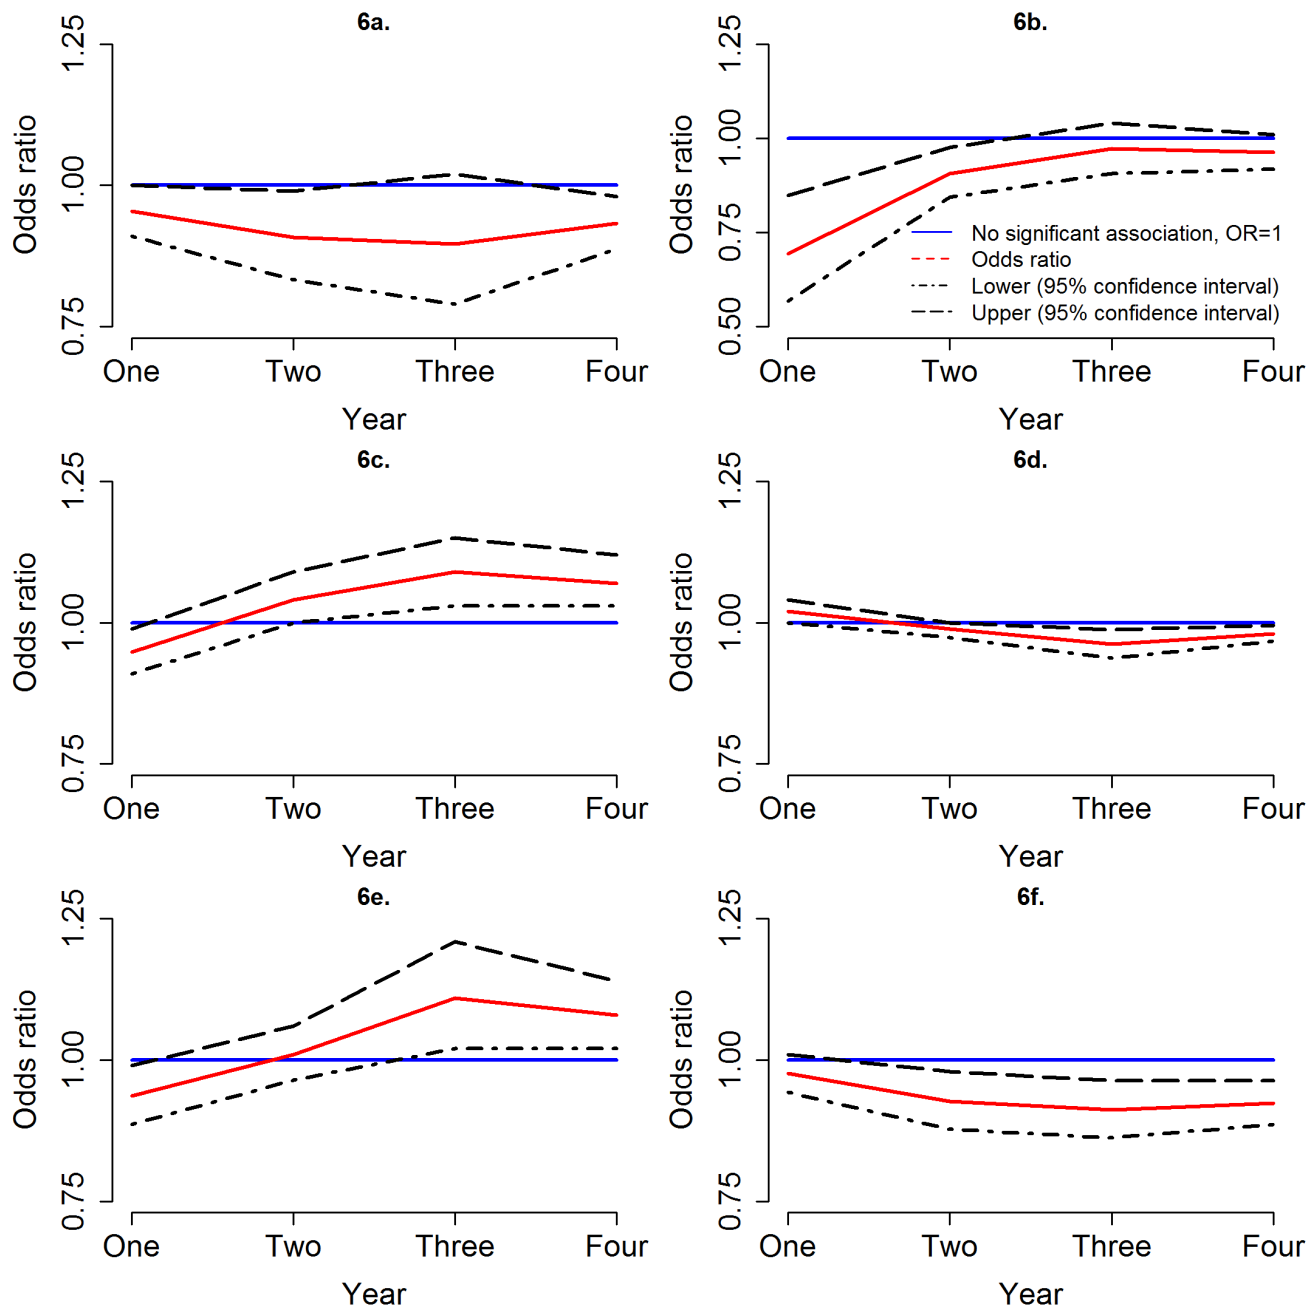 6a.
Odds ratio
1.25
1.00
0.75
One Two Three Four
Year
6b.
Odds ratio
1.25
1.00
0.75
0.50
No significant association, OR=1
Odds ratio
Lower (95% confidence interval)
Upper (95% confidence interval)
One Two Three Four
Year
6c.
Odds ratio
1.25
1.00
0.75
One Two Three Four
Year
6d.
Odds ratio
1.25
1.00
0.75
One Two Three Four
Year
6e.
Odds ratio
1.25
1.00
0.75
One Two Three Four
Year
6f.
Odds ratio
1.25
1.00
0.75
One Two Three Four
Year